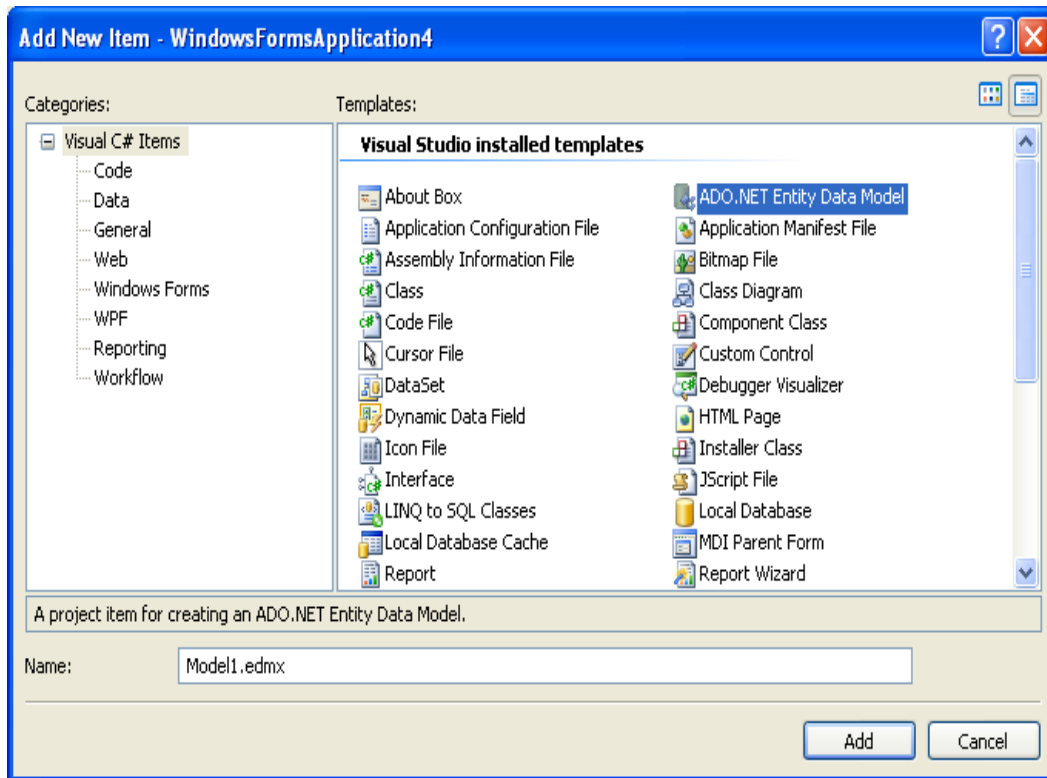 Add New Item - WindowsFormsApplication4
Categories:
Templates:
Visual C# Items
Code
Data
General
Web
Windows Forms
WPF
Reporting
Workflow
Visual Studio installed templates
About Box
ADO.NET Entity Data Model
Application Configuration File
Application Manifest File
Assembly Information File
Bitmap File
Class
Class Diagram
Code File
Component Class
Cursor File
Custom Control
DataSet
Debugger Visualizer
Dynamic Data Field
HTML Page
Icon File
Installer Class
Interface
JScript File
LINQ to SQL Classes
Local Database
Local Database Cache
MDI Parent Form
Report
Report Wizard
A project item for creating an ADO.NET Entity Data Model.
Name:
Model1.edmx
Add
Cancel